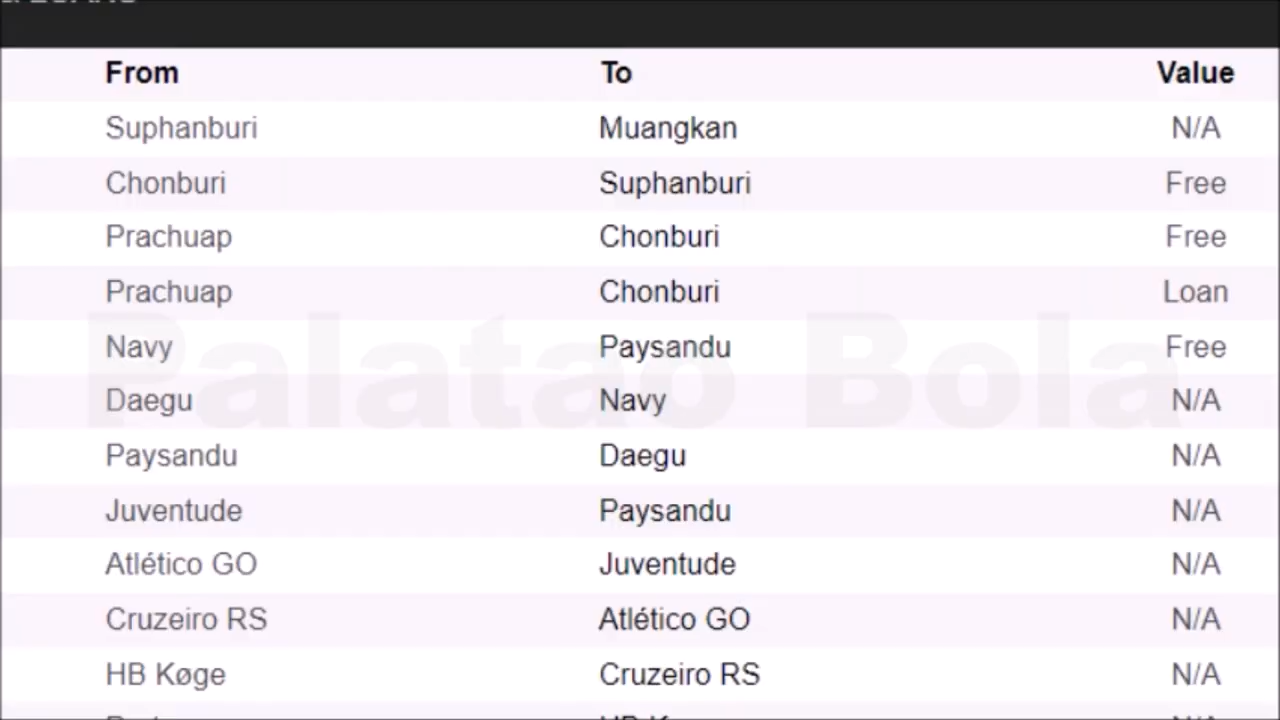 From To Value
Suphanburi Muangkan N/A
Chonburi Suphanburi Free
Prachuap Chonburi Free
Prachuap Chonburi Loan
Navy Paysandu Free
Palatao Bola
Daegu Navy N/A
Paysandu Daegu N/A
Juventude Paysandu N/A
Atlético GO Juventude N/A
Cruzeiro RS Atlético GO N/A
HB Køge Cruzeiro RS N/A